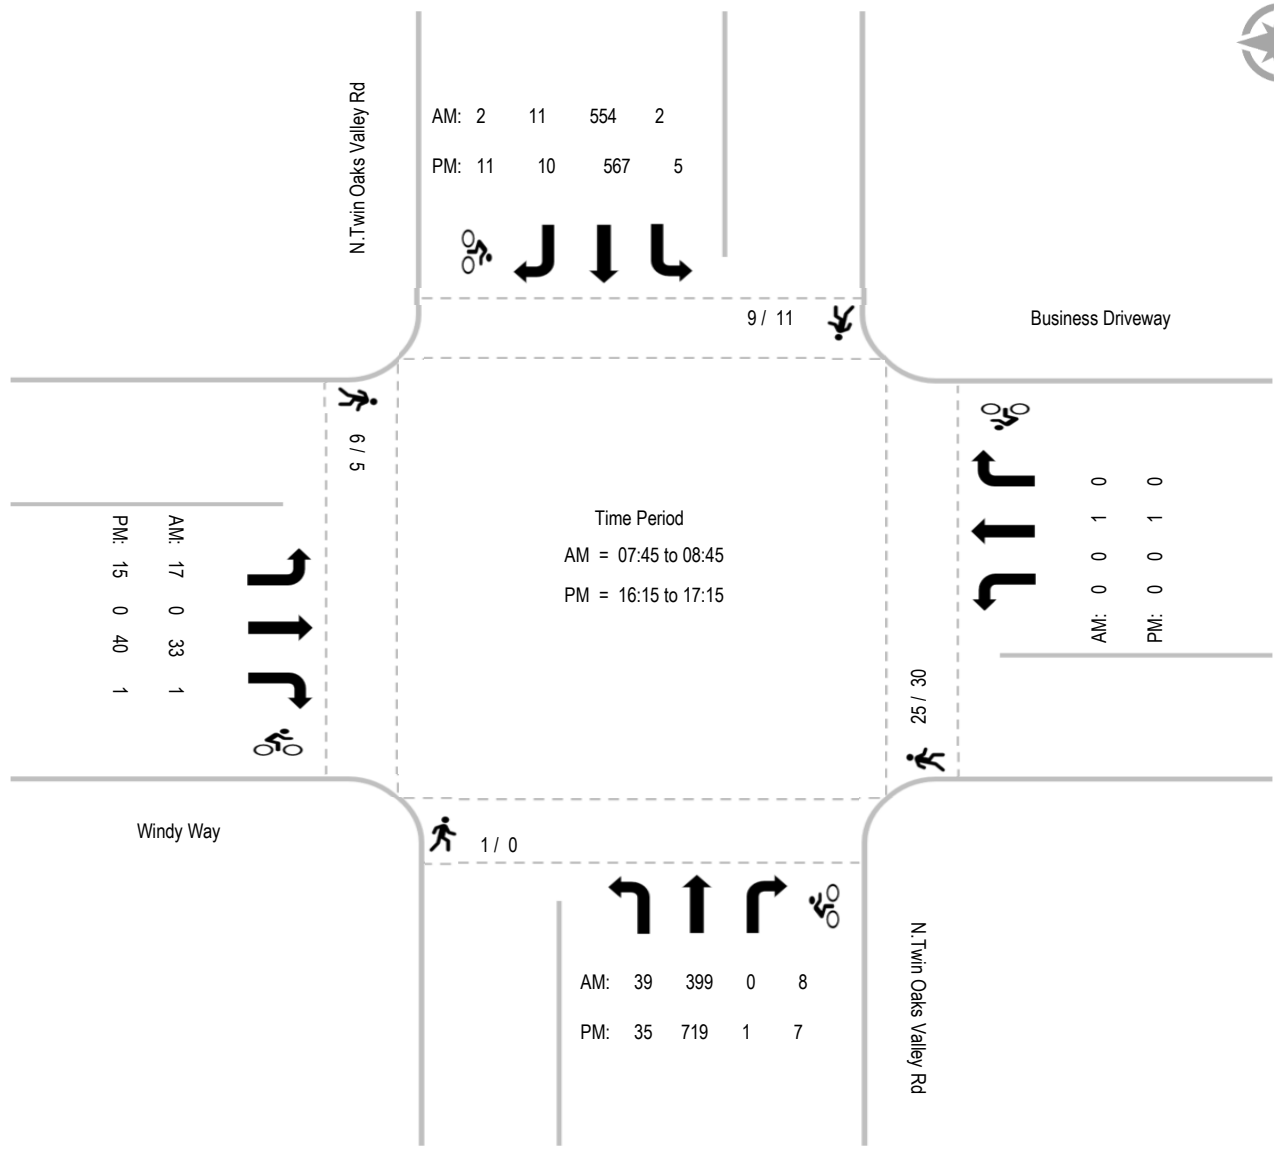 N.Twin Oaks Valley Rd
AM: 2 11 554 2
PM: 11 10 567 5
9 / 11
Business Driveway
6 / 5
AM: 17 0 33 1
PM: 15 0 40 1
Time Period
AM = 07:45 to 08:45
PM = 16:15 to 17:15
AM: 0 0 1 0
PM: 0 0 1 0
25 / 30
Windy Way
1 / 0
AM: 39 399 0 8
PM: 35 719 1 7
N.Twin Oaks Valley Rd